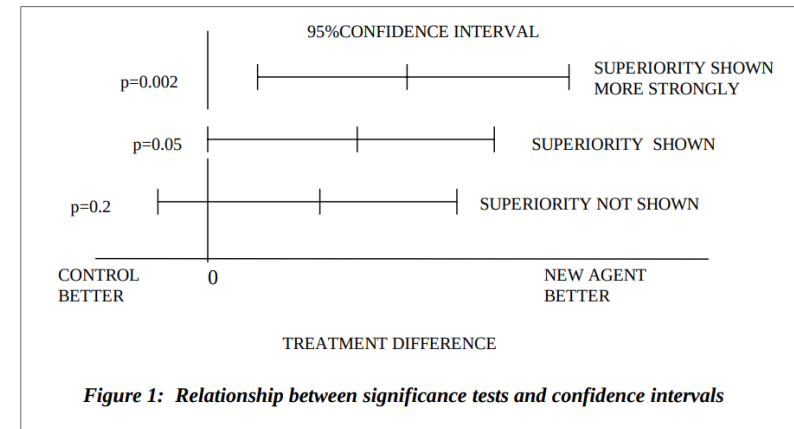 95%CONFIDENCE INTERVAL
p=0.002
SUPERIORITY SHOWN
MORE STRONGLY
p=0.05
SUPERIORITY SHOWN
p=0.2
SUPERIORITY NOT SHOWN
CONTROL
BETTER
0
NEW AGENT
BETTER
TREATMENT DIFFERENCE
Figure 1: Relationship between significance tests and confidence intervals